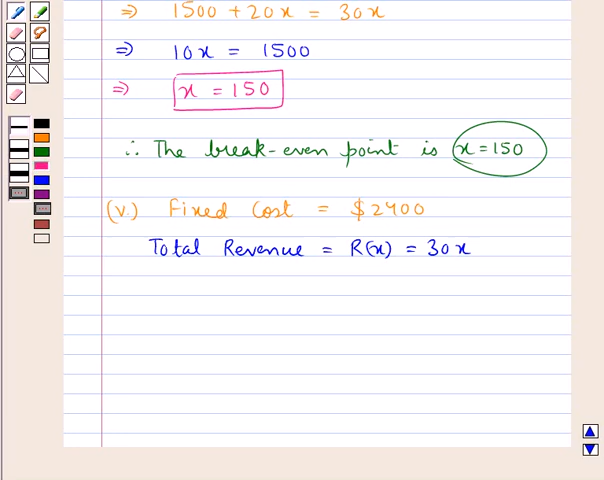 ⇒ 1500 + 20x = 30x
⇒ 10x = 1500
⇒ x = 150
∴ The break-even point is x = 150
(v.) Fixed Cost = $2400
Total Revenue = R(x) = 30x